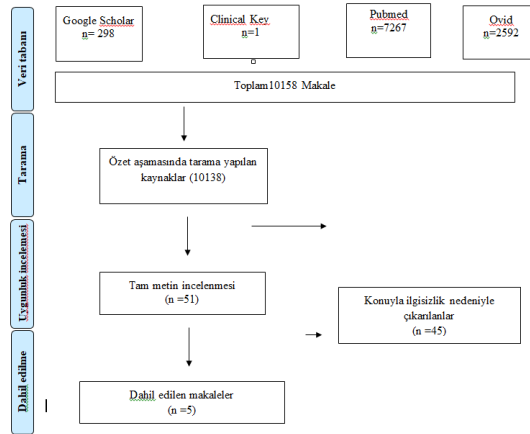 Veri tabanı
Google Scholar
n= 298
Clinical Key
n=1
Pubmed
n=7267
Ovid
n=2592
Toplam10158 Makale
Tarama
Özet aşamasında tarama yapılan
kaynaklar (10138)
Uygunluk incelemesi
Tam metin incelenmesi
(n =51)
Konuyla ilgisizlik nedeniyle
çıkarılanlar
(n =45)
Dahil edilme
Dahil edilen makaleler
(n =5)